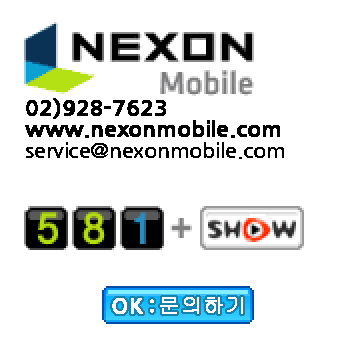 NEXON
Mobile
02)928-7623
www.nexonmobile.com
service@nexonmobile.com
581 + SHOW
OK:문의하기